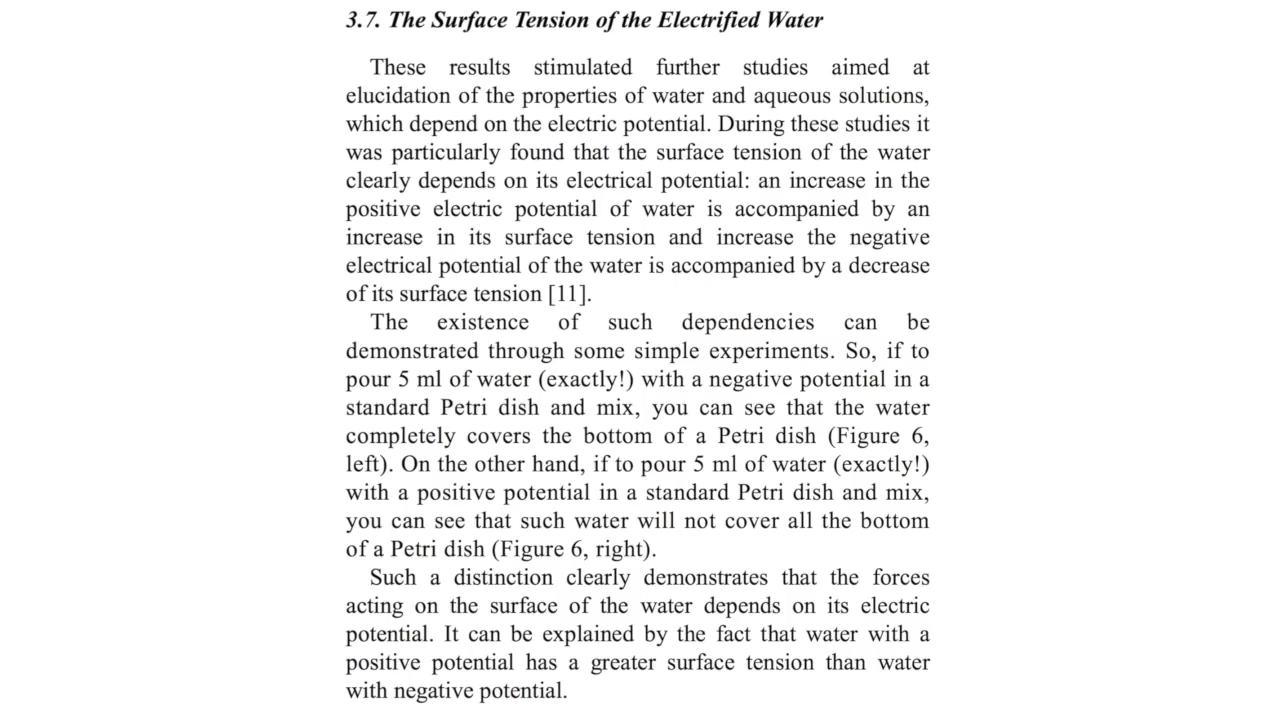 3.7. The Surface Tension of the Electrified Water
These results stimulated further studies aimed at
elucidation of the properties of water and aqueous solutions,
which depend on the electric potential. During these studies it
was particularly found that the surface tension of the water
clearly depends on its electrical potential: an increase in the
positive electric potential of water is accompanied by an
increase in its surface tension and increase the negative
electrical potential of the water is accompanied by a decrease
of its surface tension [11].
The existence of such dependencies can be
demonstrated through some simple experiments. So, if to
pour 5 ml of water (exactly!) with a negative potential in a
standard Petri dish and mix, you can see that the water
completely covers the bottom of a Petri dish (Figure 6,
left). On the other hand, if to pour 5 ml of water (exactly!)
with a positive potential in a standard Petri dish and mix,
you can see that such water will not cover all the bottom
of a Petri dish (Figure 6, right).
Such a distinction clearly demonstrates that the forces
acting on the surface of the water depends on its electric
potential. It can be explained by the fact that water with a
positive potential has a greater surface tension than water
with negative potential.